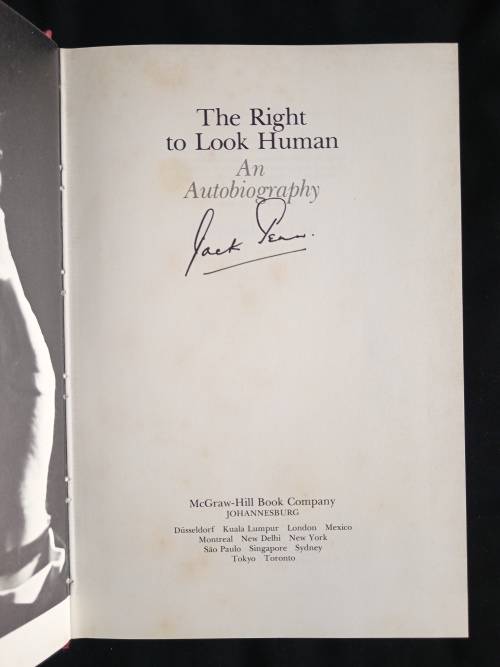 The Right
to Look Human
An
Autobiography
Jack Penn.
McGraw-Hill Book Company
JOHANNESBURG
Düsseldorf Kuala Lumpur London Mexico
Montreal New Delhi New York
São Paulo Singapore Sydney
Tokyo Toronto